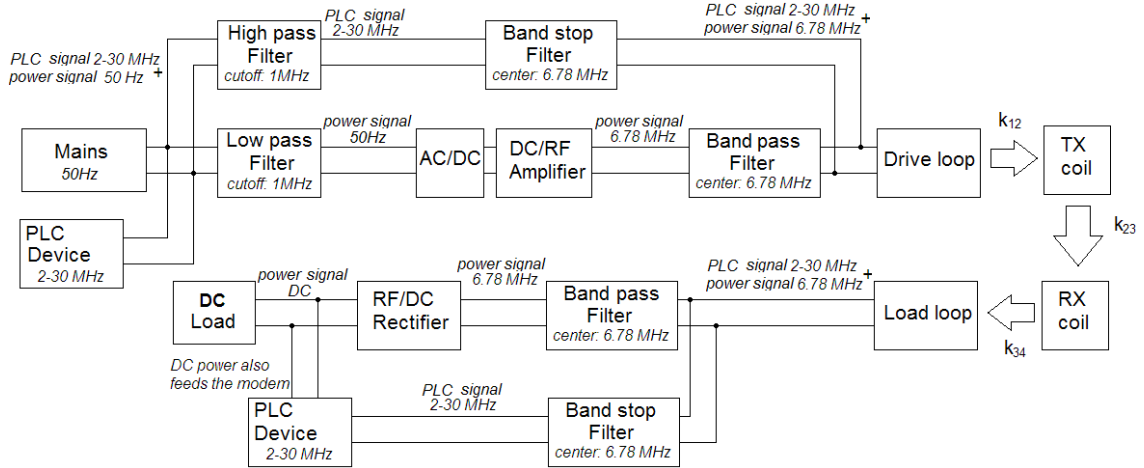 PLC signal 2-30 MHz
power signal 50 Hz +
High pass
Filter
cutoff: 1MHz
PLC signal
2-30 MHz
Band stop
Filter
center: 6.78 MHz
PLC signal 2-30 MHz +
power signal 6.78 MHz
Mains
50Hz
Low pass
Filter
cutoff: 1MHz
power signal
50Hz
AC/DC
DC/RF
Amplifier
power signal
6.78 MHz
Band pass
Filter
center: 6.78 MHz
Drive loop
k12
TX
coil
PLC
Device
2-30 MHz
k23
DC
Load
power signal
DC
RF/DC
Rectifier
power signal
6.78 MHz
Band pass
Filter
center: 6.78 MHz
PLC signal 2-30 MHz +
power signal 6.78 MHz
Load loop
k34
RX
coil
DC power also
feeds the modem
PLC
Device
2-30 MHz
PLC signal
2-30 MHz
Band stop
Filter
center: 6.78 MHz